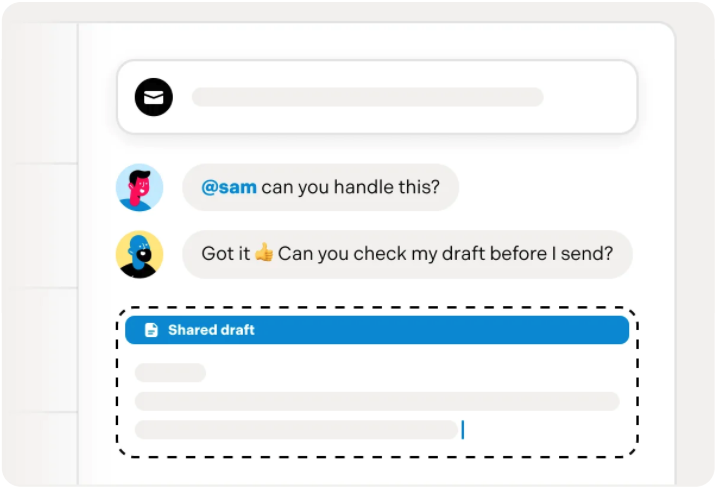 @sam can you handle this?
Got it 👍 Can you check my draft before I send?
Shared draft